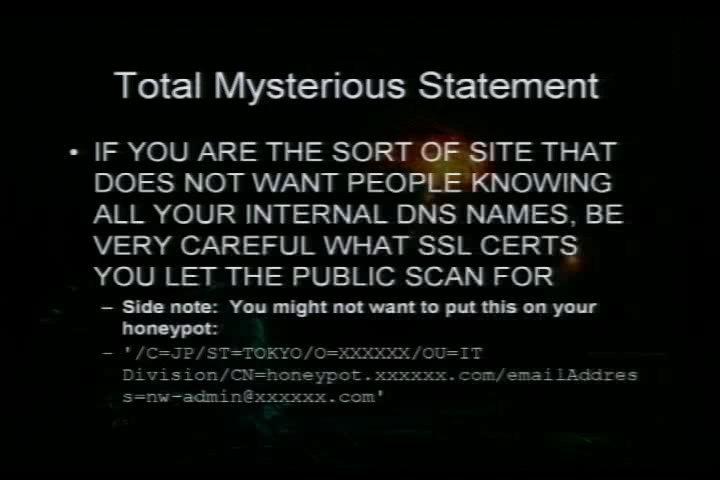 Total Mysterious Statement
• IF YOU ARE THE SORT OF SITE THAT
DOES NOT WANT PEOPLE KNOWING
ALL YOUR INTERNAL DNS NAMES, BE
VERY CAREFUL WHAT SSL CERTS
YOU LET THE PUBLIC SCAN FOR
– Side note: You might not want to put this on your
honeypot:
– '/C=JP/ST=TOKYO/O=XXXXXX/OU=IT
Division/CN=honeypot.xxxxxx.com/emailAddres
s=nw-admin@xxxxxx.com'